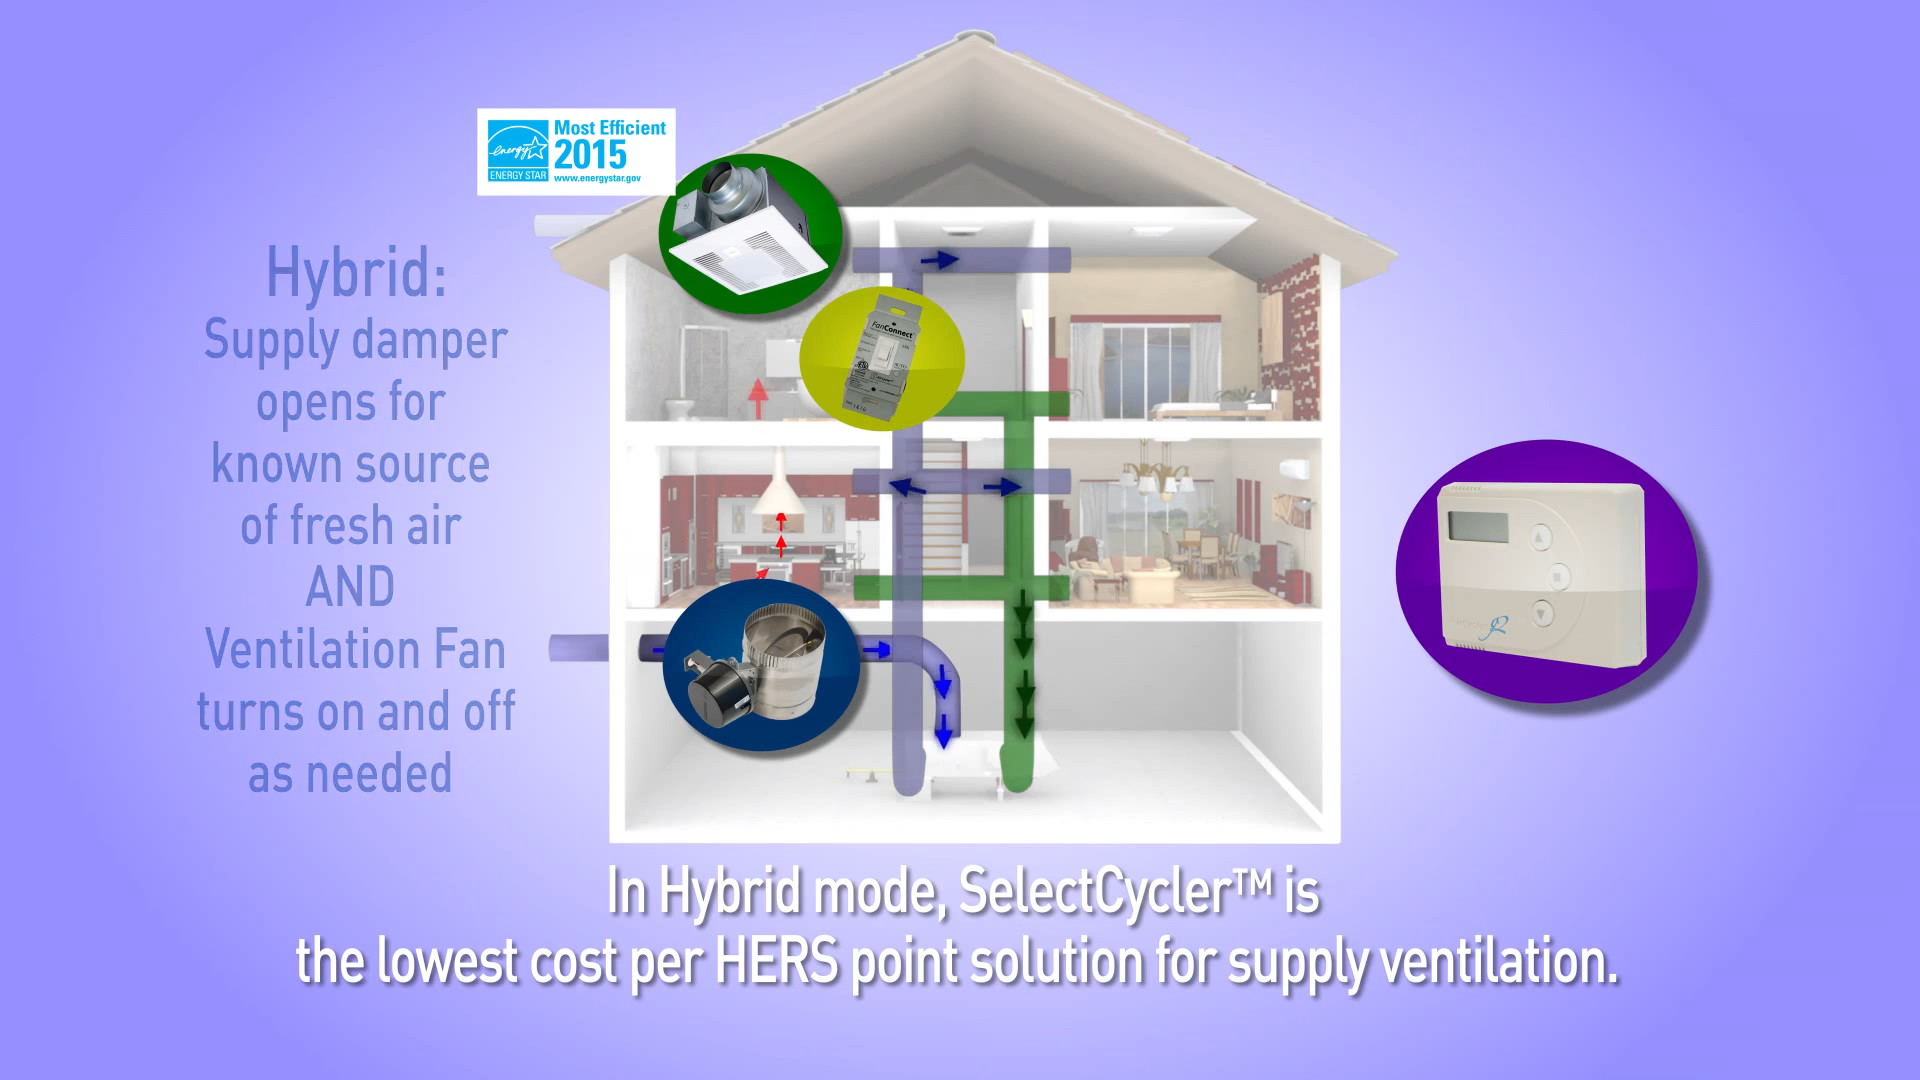 Most Efficient
2015
www.energystar.gov
energy
ENERGY STAR
Hybrid:
Supply damper
opens for
known source
of fresh air
AND
Ventilation Fan
turns on and off
as needed
FanConnect
In Hybrid mode, SelectCycler™ is
the lowest cost per HERS point solution for supply ventilation.